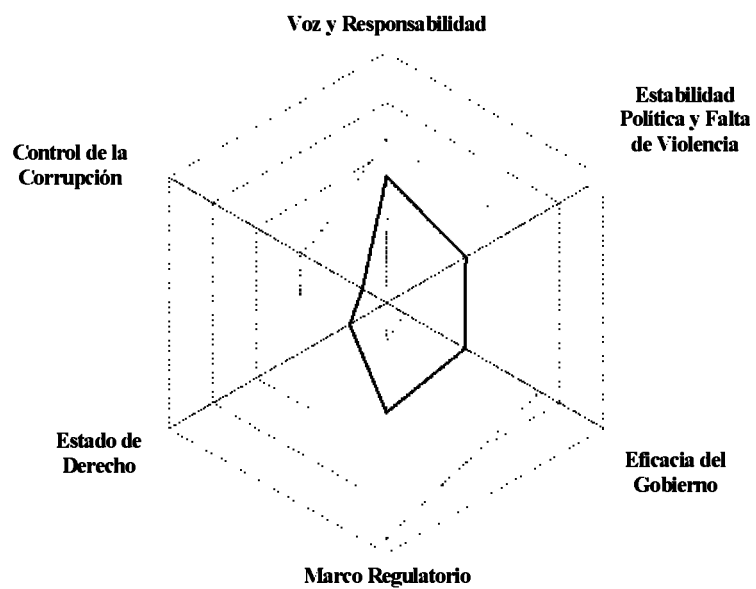 Voz y Responsabilidad
Estabilidad
Política y Falta
de Violencia
Control de la
Corrupción
Estado de
Derecho
Eficacia del
Gobierno
Marco Regulatorio